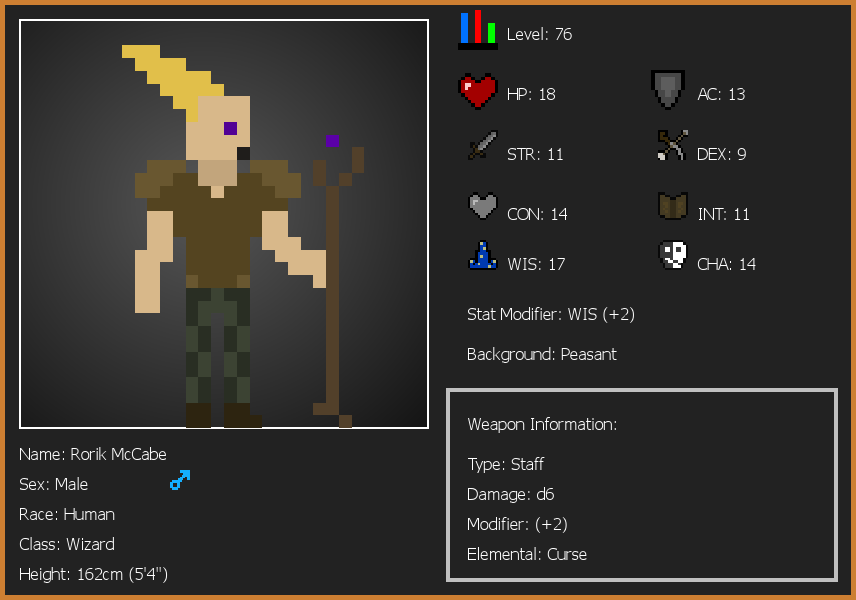 Level: 76
HP: 18
AC: 13
STR: 11
DEX: 9
CON: 14
INT: 11
WIS: 17
CHA: 14
Stat Modifier: WIS (+2)
Background: Peasant
Weapon Information:
Type: Staff
Damage: d6
Modifier: (+2)
Elemental: Curse
Name: Rorik McCabe
Sex: Male
Race: Human
Class: Wizard
Height: 162cm (5'4")